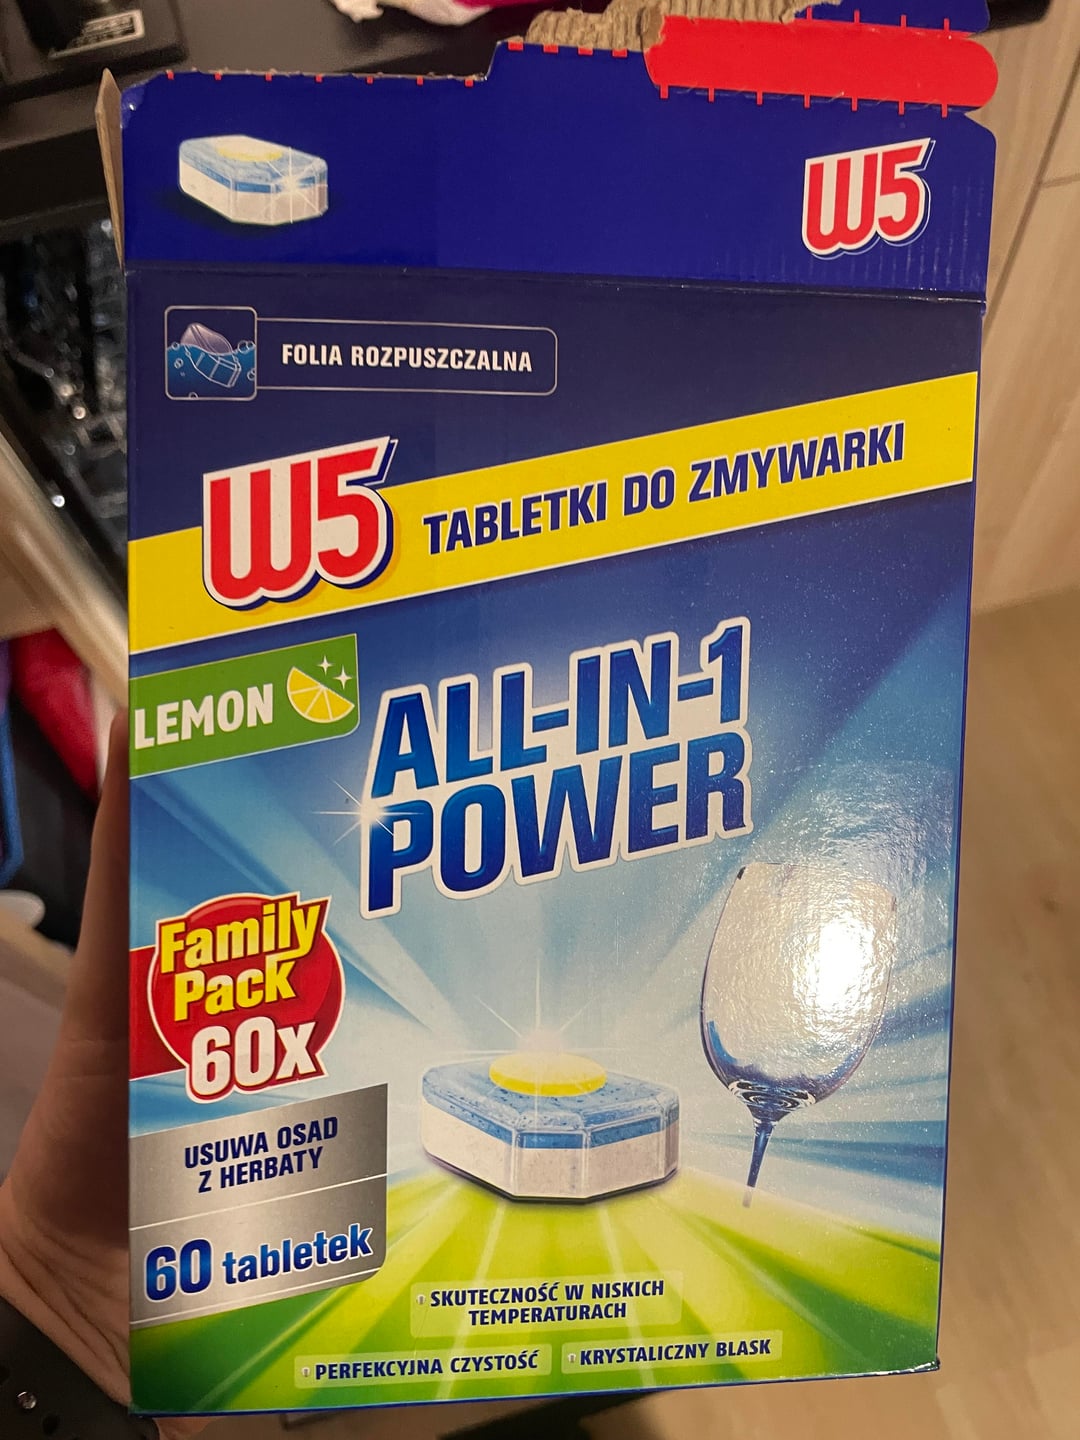 W5
FOLIA ROZPUSZCZALNA
W5 TABLETKI DO ZMYWARKI
LEMON
ALL-IN-1
POWER
Family
Pack
60x
USUWA OSAD
Z HERBATY
60 tabletek
SKUTECZNOŚĆ W NISKICH
TEMPERATURACH
PERFEKCYJNA CZYSTOŚĆ
KRYSTALICZNY BLASK